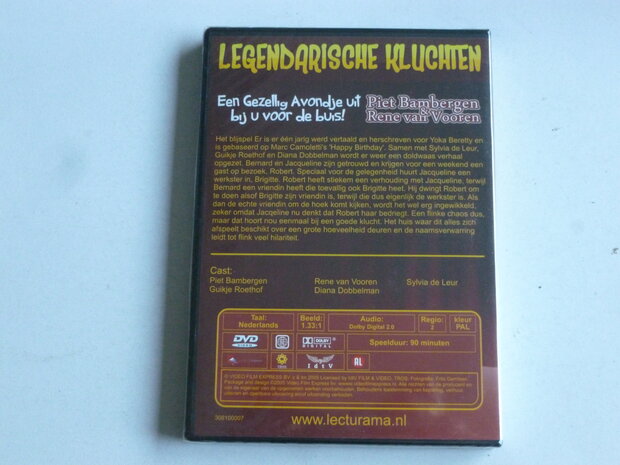 LEGENDARISCHE KLUCHTEN
Een Gezellig Avondje uit
bij u voor de buis!
Piet Bambergen
&
Rene van Vooren
Het blijspel Er is er één jarig werd vertaald en herschreven voor Yoka Beretty en
is gebaseerd op Marc Camoletti's 'Happy Birthday'. Samen met Sylvia de Leur,
Guikje Roethof en Diana Dobbelman wordt er weer een doldwaas verhaal
opgezet. Bernard en Jacqueline zijn getrouwd en krijgen voor een weekend een
gast op bezoek, Robert. Speciaal voor de gelegenheid huurt Jacqueline een
werkster in, Brigitte. Robert heeft stiekem een verhouding met Jacqueline, terwijl
Bernard een vriendin heeft die toevallig ook Brigitte heet. Hij dwingt Robert om
te doen alsof Brigitte zijn vriendin is, terwijl die dus eigenlijk de werkster is. Als
dan de echte vriendin om de hoek komt kijken, wordt het wel erg ingewikkeld,
zeker omdat Jacqeline nu denkt dat Robert haar bedriegt. Een flinke chaos dus,
maar dat hoort nou eenmaal bij een goede klucht. Het huis waar dit alles zich
afspeelt beschikt over een grote hoeveelheid deuren en de naamsverwarring
leidt tot flink veel hilariteit.
Cast:
Piet Bambergen Rene van Vooren Sylvia de Leur
Guikje Roethof Diana Dobbelman
Taal: Beeld: Audio: Regio: kleur
Nederlands 1.33:1 Dolby Digital 2.0 2 PAL
DVD VIDEO DOLBY DIGITAL Speelduur: 90 minuten
IdtV AL
308100007
www.lecturama.nl